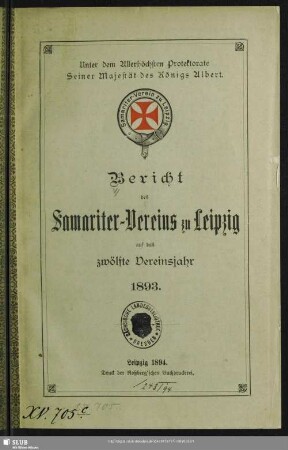 Unter dem Allerhöchsten Protektorate
Seiner Majestät des Königs Albert.
Samariter-Verein zu Leipzig
Bericht
des
Samariter-Vereins zu Leipzig
auf das
zwölfte Vereinsjahr
1893.
Leipzig 1894.
Druck der Roßberg'schen Buchdruckerei.
XV. 705c
SLUB